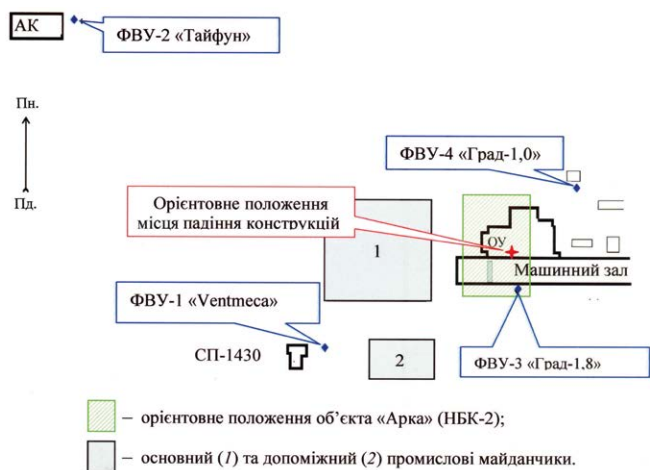 АК
ФВУ-2 «Тайфун»
Пн.
Пд.
ФВУ-4 «Град-1,0»
Орієнтовне положення
місця падіння конструкцій
1
ОУ
Машинний зал
ФВУ-1 «Ventmeca»
СП-1430
2
ФВУ-3 «Град-1,8»
– орієнтовне положення об’єкта «Арка» (НБК-2);
– основний (1) та допоміжний (2) промислові майданчики.